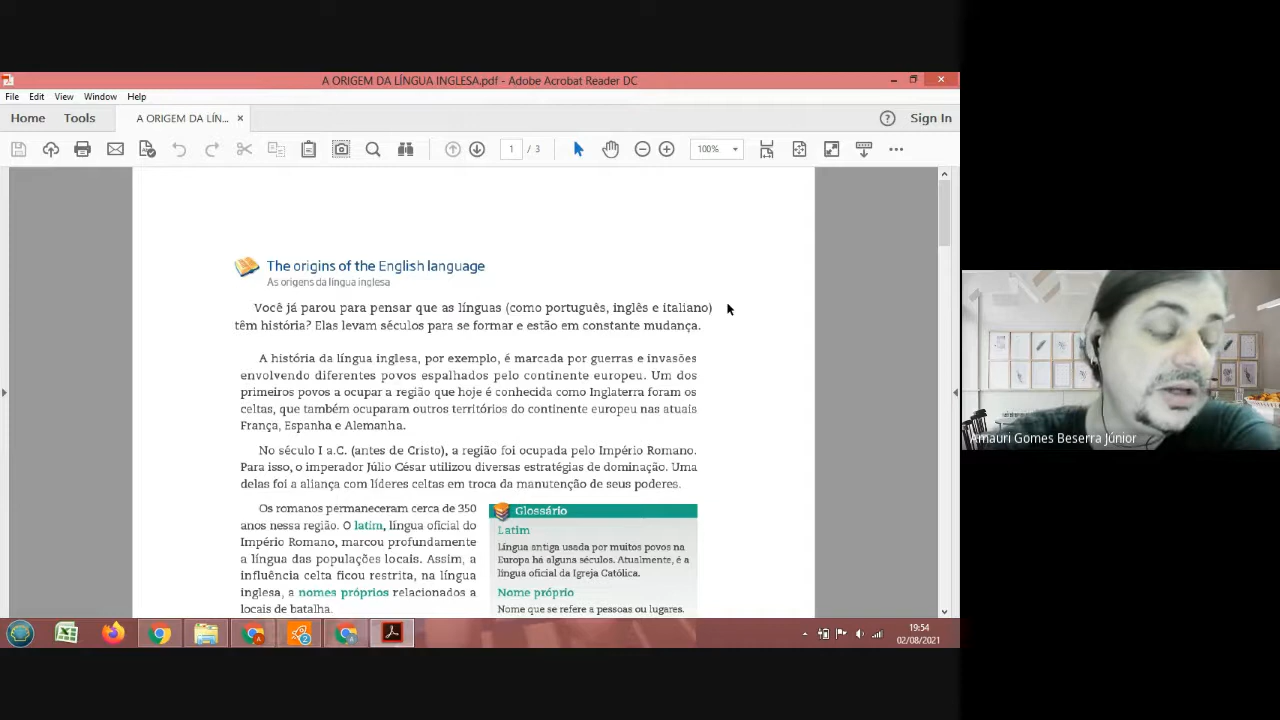 A ORIGEM DA LÍNGUA INGLESA.pdf - Adobe Acrobat Reader DC
File Edit View Window Help
Home Tools A ORIGEM DA LÍN... × Sign In
1 / 3 100%
The origins of the English language
As origens da língua inglesa
Você já parou para pensar que as línguas (como português, inglês e italiano)
têm história? Elas levam séculos para se formar e estão em constante mudança.
A história da língua inglesa, por exemplo, é marcada por guerras e invasões
envolvendo diferentes povos espalhados pelo continente europeu. Um dos
primeiros povos a ocupar a região que hoje é conhecida como Inglaterra foram os
celtas, que também ocuparam outros territórios do continente europeu nas atuais
França, Espanha e Alemanha.
No século I a.C. (antes de Cristo), a região foi ocupada pelo Império Romano.
Para isso, o imperador Júlio César utilizou diversas estratégias de dominação. Uma
delas foi a aliança com líderes celtas em troca da manutenção de seus poderes.
Os romanos permaneceram cerca de 350
anos nessa região. O latim, língua oficial do
Império Romano, marcou profundamente
a língua das populações locais. Assim, a
influência celta ficou restrita, na língua
inglesa, a nomes próprios relacionados a
locais de batalha.
Glossário
Latim
Língua antiga usada por muitos povos na
Europa há alguns séculos. Atualmente, é a
língua oficial da Igreja Católica.
Nome próprio
Nome que se refere a pessoas ou lugares.
Amauri Gomes Beserra Júnior
19:54
02/08/2021